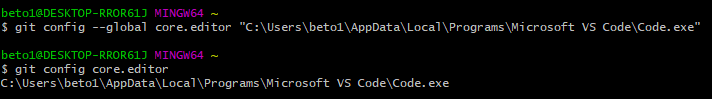 beto1@DESKTOP-RROR61J MINGW64 ~
$ git config --global core.editor "C:\Users\beto1\AppData\Local\Programs\Microsoft VS Code\Code.exe"
beto1@DESKTOP-RROR61J MINGW64 ~
$ git config core.editor
C:\Users\beto1\AppData\Local\Programs\Microsoft VS Code\Code.exe